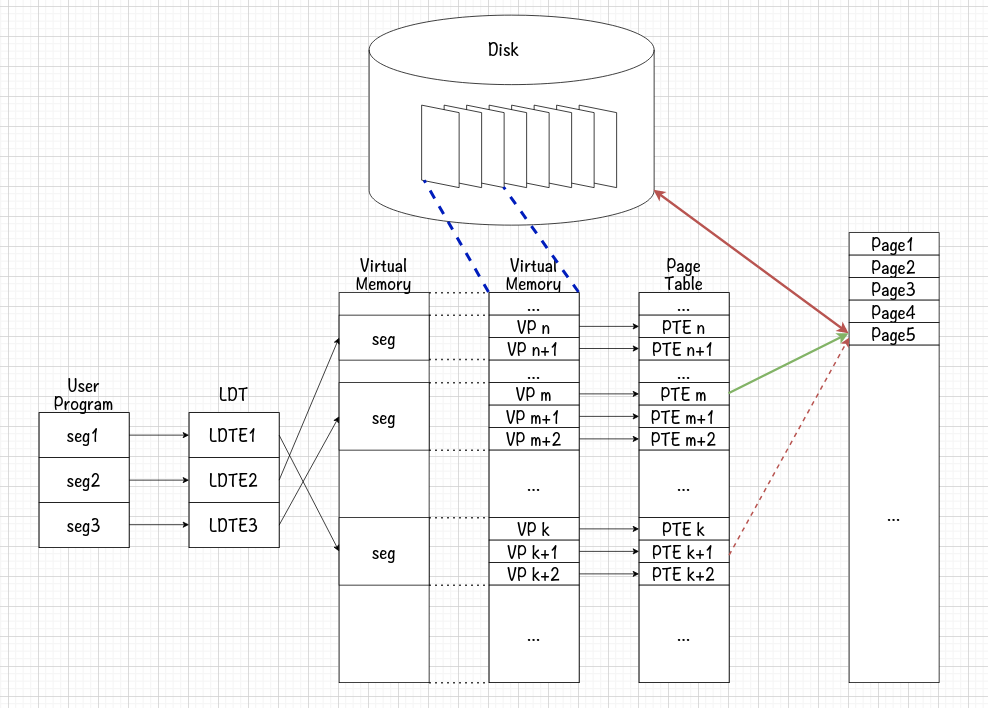 Disk
Page1
Page2
Page3
Page4
Page5
...
Virtual
Memory
seg
seg
seg
Virtual
Memory
...
VP n
VP n+1
...
VP m
VP m+1
VP m+2
...
VP k
VP k+1
VP k+2
...
Page
Table
...
PTE n
PTE n+1
...
PTE m
PTE m+1
PTE m+2
...
PTE k
PTE k+1
PTE k+2
...
User
Program
seg1
seg2
seg3
LDT
LDTE1
LDTE2
LDTE3